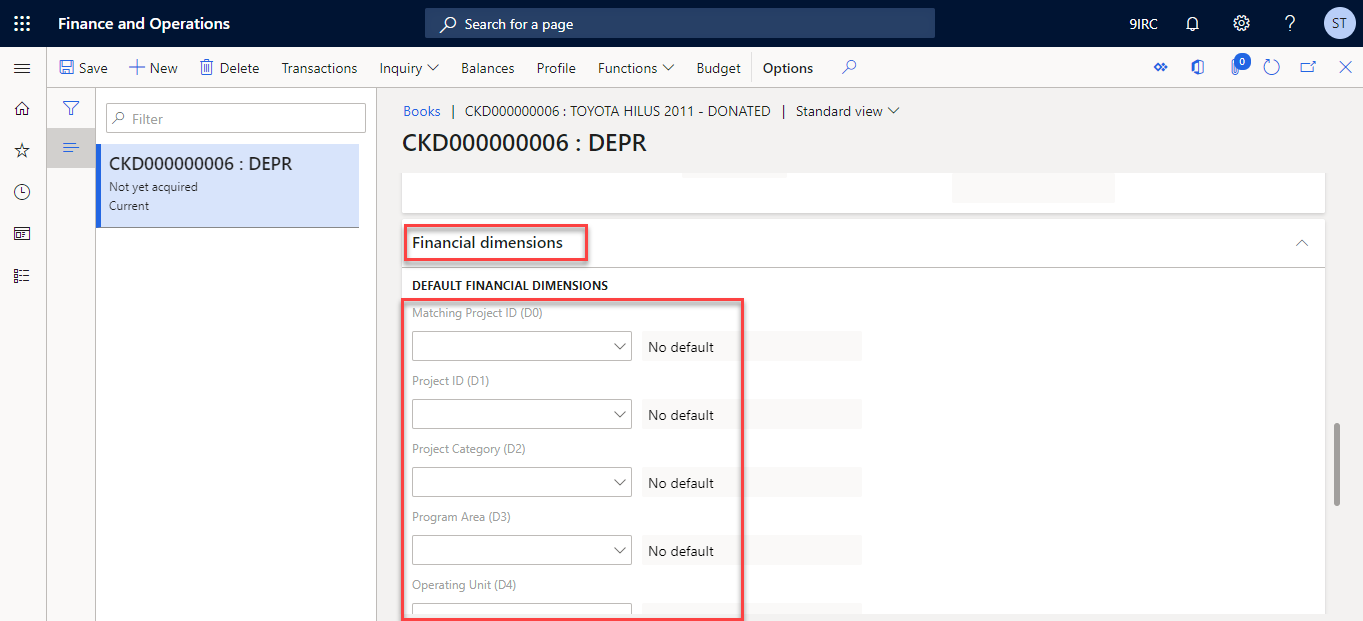 Finance and Operations
Search for a page
9IRC
?
ST
Save
New
Delete
Transactions
Inquiry
Balances
Profile
Functions
Budget
Options
0
Filter
CKD000000006 : DEPR
Not yet acquired
Current
Books | CKD000000006 : TOYOTA HILUS 2011 - DONATED | Standard view
CKD000000006 : DEPR
Financial dimensions
DEFAULT FINANCIAL DIMENSIONS
Matching Project ID (D0)
No default
Project ID (D1)
No default
Project Category (D2)
No default
Program Area (D3)
No default
Operating Unit (D4)